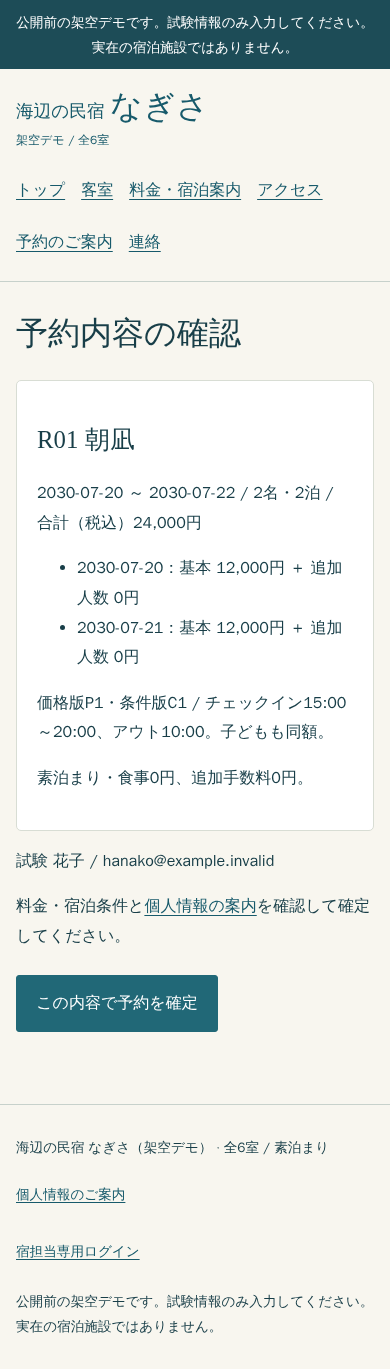 公開前の架空デモです。試験情報のみ入力してください。
実在の宿泊施設ではありません。
海辺の民宿 なぎさ
架空デモ / 全6室
トップ 客室 料金・宿泊案内 アクセス
予約のご案内 連絡
予約内容の確認
R01 朝凪
2030-07-20 ～ 2030-07-22 / 2名・2泊 /
合計（税込）24,000円
• 2030-07-20：基本 12,000円 ＋ 追加
人数 0円
• 2030-07-21：基本 12,000円 ＋ 追加
人数 0円
価格版P1・条件版C1 / チェックイン15:00
～20:00、アウト10:00。子どもも同額。
素泊まり・食事0円、追加手数料0円。
試験 花子 / hanako@example.invalid
料金・宿泊条件と個人情報の案内を確認して確定
してください。
この内容で予約を確定
海辺の民宿 なぎさ（架空デモ） · 全6室 / 素泊まり
個人情報のご案内
宿担当専用ログイン
公開前の架空デモです。試験情報のみ入力してください。
実在の宿泊施設ではありません。